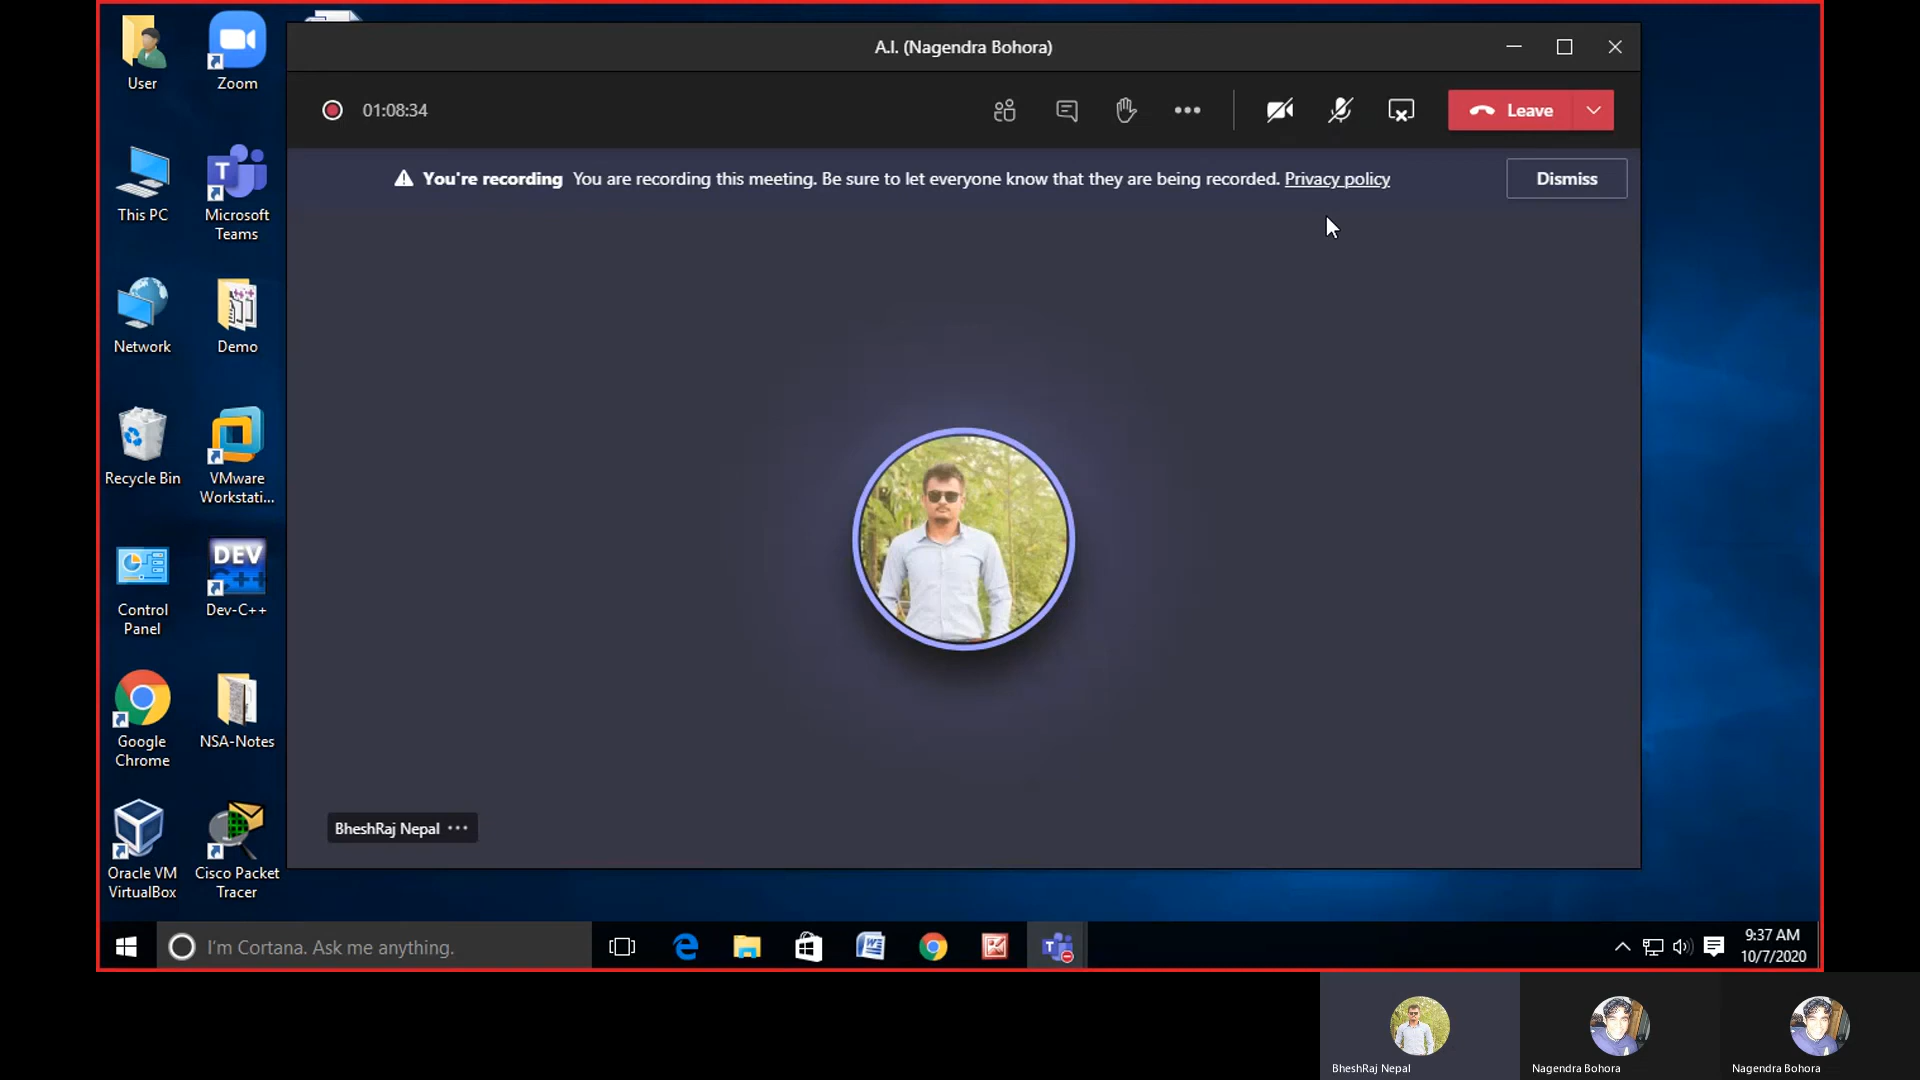 A.I. (Nagendra Bohora)
01:08:34
Leave
You're recording You are recording this meeting. Be sure to let everyone know that they are being recorded. Privacy policy
Dismiss
User
Zoom
This PC
Microsoft
Teams
Network
Demo
Recycle Bin
VMware
Workstati...
Control
Panel
DEV
C++
Dev-C++
Google
Chrome
NSA-Notes
Oracle VM
VirtualBox
Cisco Packet
Tracer
BheshRaj Nepal
I'm Cortana. Ask me anything.
9:37 AM
10/7/2020
BheshRaj Nepal
Nagendra Bohora
Nagendra Bohora